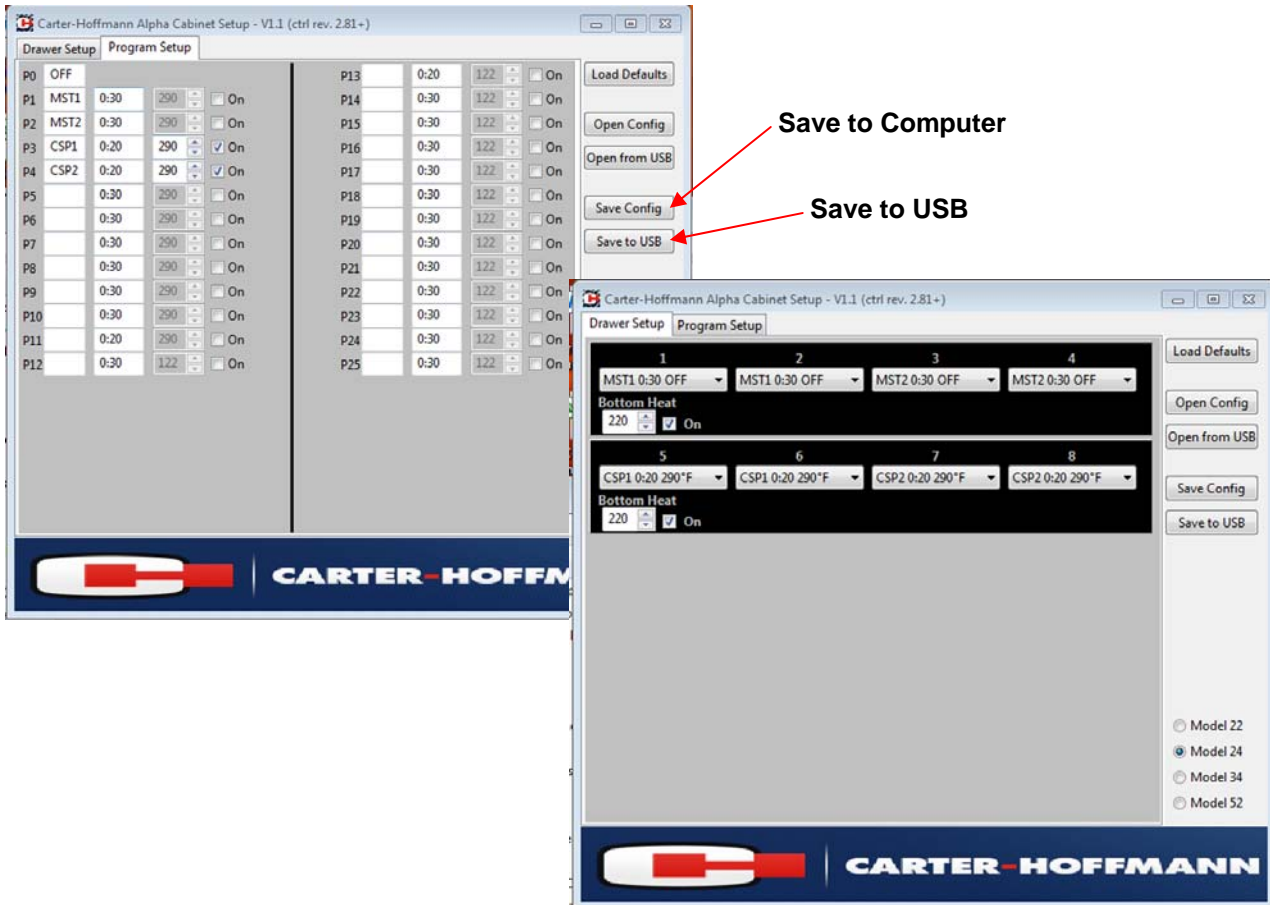 Carter-Hoffmann Alpha Cabinet Setup - V1.1 (ctrl rev. 2.81+)
Drawer Setup Program Setup
P0 OFF
P1 MST1 0:30 290 On
P2 MST2 0:30 290 On
P3 CSP1 0:20 290 On
P4 CSP2 0:20 290 On
P5 0:30 290 On
P6 0:30 290 On
P7 0:30 290 On
P8 0:30 290 On
P9 0:30 290 On
P10 0:30 290 On
P11 0:20 290 On
P12 0:30 122 On
P13 0:20 122 On
P14 0:30 122 On
P15 0:30 122 On
P16 0:30 122 On
P17 0:30 122 On
P18 0:30 122 On
P19 0:30 122 On
P20 0:30 122 On
P21 0:30 122 On
P22 0:30 122 On
P23 0:30 122 On
P24 0:30 122 On
P25 0:30 122 On
Load Defaults
Open Config
Open from USB
Save Config
Save to USB
CARTER-HOFFM
Save to Computer
Save to USB
Carter-Hoffmann Alpha Cabinet Setup - V1.1 (ctrl rev. 2.81+)
Drawer Setup Program Setup
1 2 3 4
MST1 0:30 OFF MST1 0:30 OFF MST2 0:30 OFF MST2 0:30 OFF
Bottom Heat
220 On
5 6 7 8
CSP1 0:20 290°F CSP1 0:20 290°F CSP2 0:20 290°F CSP2 0:20 290°F
Bottom Heat
220 On
Load Defaults
Open Config
Open from USB
Save Config
Save to USB
Model 22
Model 24
Model 34
Model 52
CARTER-HOFFMANN